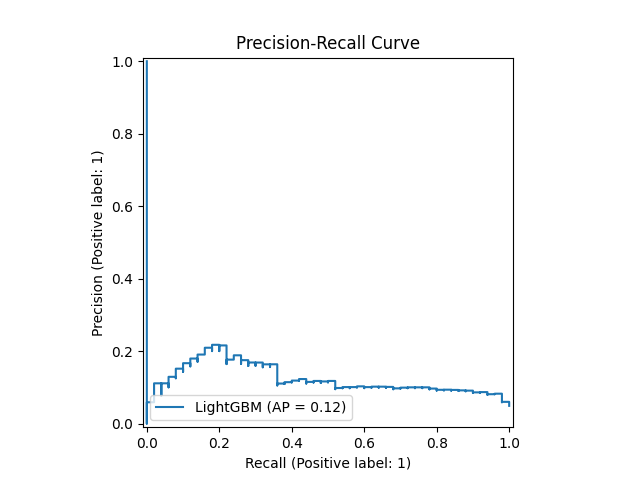 Precision-Recall Curve
Precision (Positive label: 1)
1.0
0.8
0.6
0.4
0.2
0.0
LightGBM (AP = 0.12)
0.0 0.2 0.4 0.6 0.8 1.0
Recall (Positive label: 1)